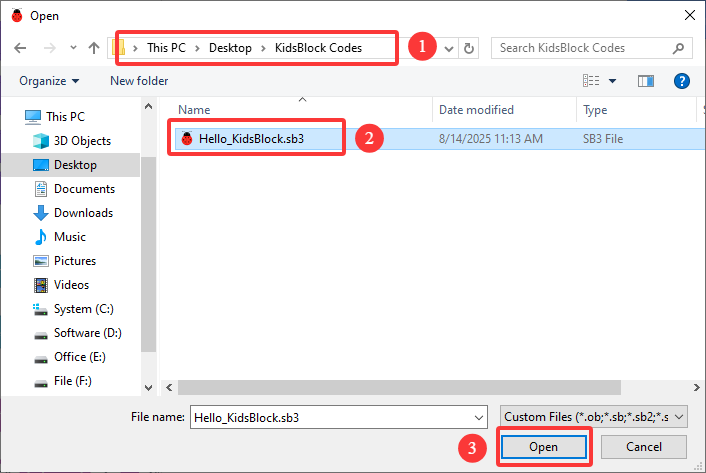 Open
This PC > Desktop > KidsBlock Codes
1
Search KidsBlock Codes
Organize
New folder
?
Name
Date modified
Type
S
This PC
3D Objects
Desktop
Documents
Downloads
Music
Pictures
Videos
System (C:)
Software (D:)
Office (E:)
File (F:)
Hello_KidsBlock.sb3
2
8/14/2025 11:13 AM
SB3 File
File name:
Hello_KidsBlock.sb3
Custom Files (*.ob;*.sb;*.sb2;*.s
3
Open
Cancel